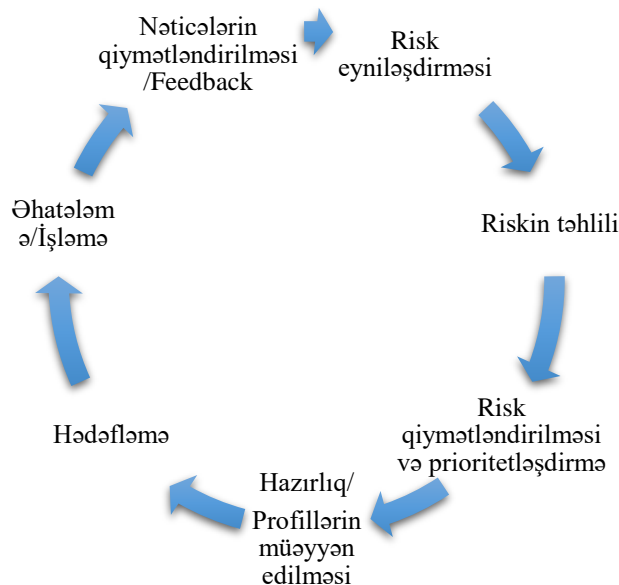 Nəticələrin
qiymətləndirilməsi
/Feedback
Risk
eyniləşdirməsi
Riskin təhlili
Risk
qiymətləndirilməsi
və prioritetləşdirmə
Hazırlıq/
Profillərin
müəyyən
edilməsi
Hədəfləmə
Əhatələm
ə/İşləmə